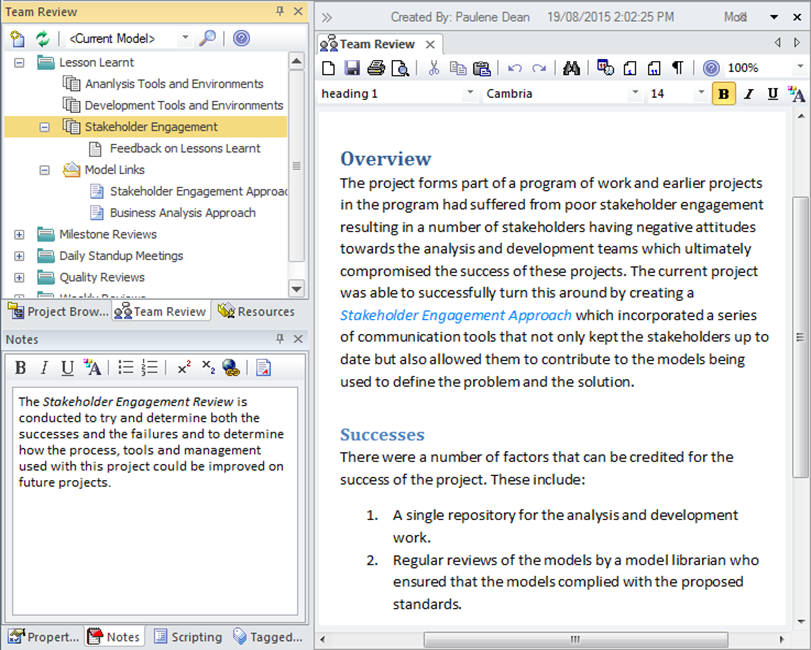 Team Review
<Current Model>
Lesson Learnt
Ananlysis Tools and Environments
Development Tools and Environments
Stakeholder Engagement
Feedback on Lessons Learnt
Model Links
Stakeholder Engagement Approac
Business Analysis Approach
Milestone Reviews
Daily Standup Meetings
Quality Reviews
Weekly Reviews
Project Brow... Team Review Resources
Notes
B I U A x² x₂
The Stakeholder Engagement Review is
conducted to try and determine both the
successes and the failures and to determine
how the process, tools and management
used with this project could be improved on
future projects.
Propert... Notes Scripting Tagged...
Created By: Paulene Dean 19/08/2015 2:02:25 PM
Team Review
100%
heading 1 Cambria 14 B I U A
Overview
The project forms part of a program of work and earlier projects
in the program had suffered from poor stakeholder engagement
resulting in a number of stakeholders having negative attitudes
towards the analysis and development teams which ultimately
compromised the success of these projects. The current project
was able to successfully turn this around by creating a
Stakeholder Engagement Approach which incorporated a series
of communication tools that not only kept the stakeholders up to
date but also allowed them to contribute to the models being
used to define the problem and the solution.
Successes
There were a number of factors that can be credited for the
success of the project. These include:
1. A single repository for the analysis and development
work.
2. Regular reviews of the models by a model librarian who
ensured that the models complied with the proposed
standards.